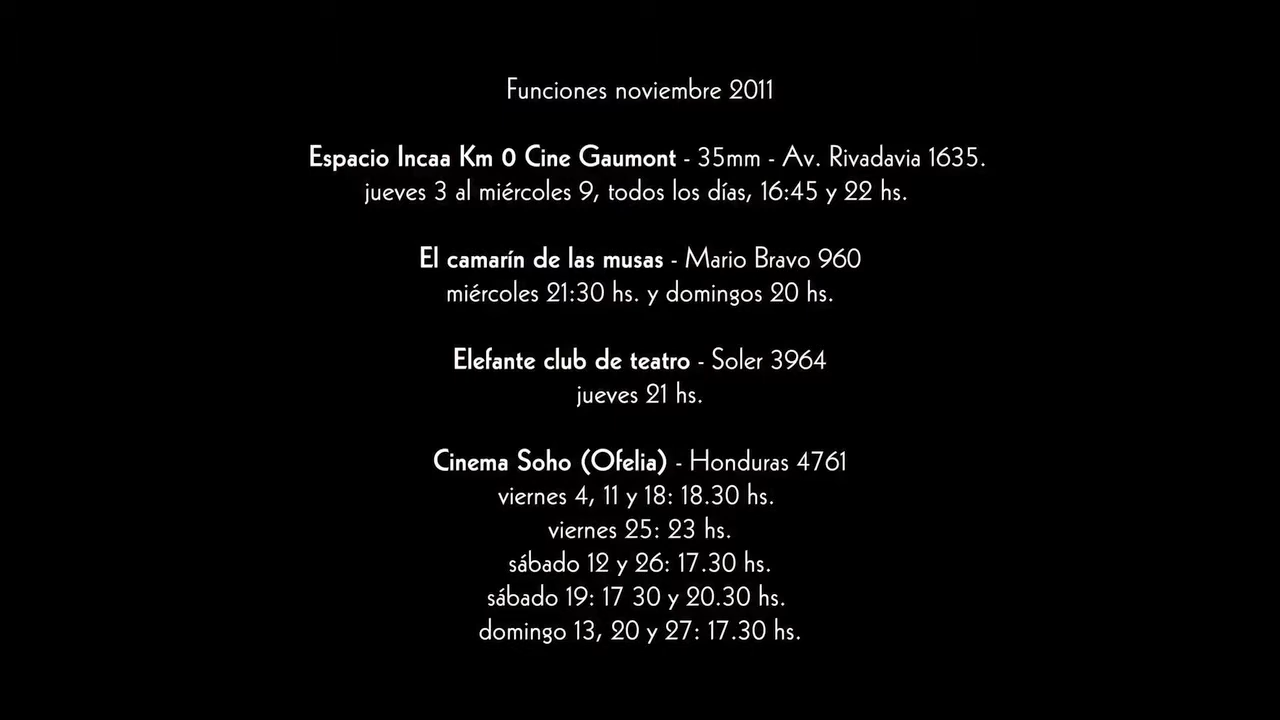 Funciones noviembre 2011
Espacio Incaa Km 0 Cine Gaumont - 35mm - Av. Rivadavia 1635.
jueves 3 al miércoles 9, todos los días, 16:45 y 22 hs.
El camarín de las musas - Mario Bravo 960
miércoles 21:30 hs. y domingos 20 hs.
Elefante club de teatro - Soler 3964
jueves 21 hs.
Cinema Soho (Ofelia) - Honduras 4761
viernes 4, 11 y 18: 18.30 hs.
viernes 25: 23 hs.
sábado 12 y 26: 17.30 hs.
sábado 19: 17 30 y 20.30 hs.
domingo 13, 20 y 27: 17.30 hs.